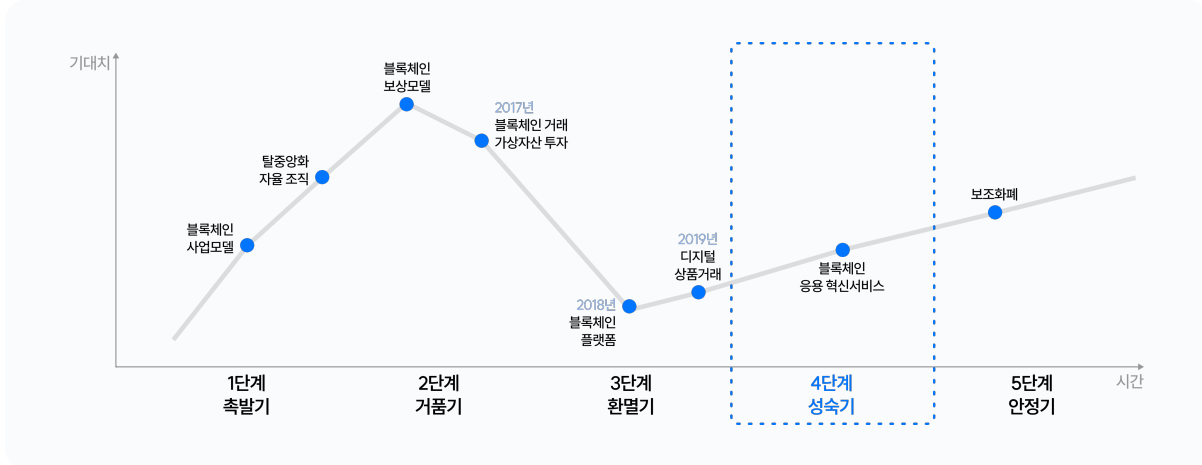 기대치
블록체인
사업모델
탈중앙화
자율 조직
블록체인
보상모델
2017년
블록체인 거래
가상자산 투자
2018년
블록체인
플랫폼
2019년
디지털
상품거래
블록체인
응용 혁신서비스
보조화폐
1단계
촉발기
2단계
거품기
3단계
환멸기
4단계
성숙기
5단계
안정기
시간